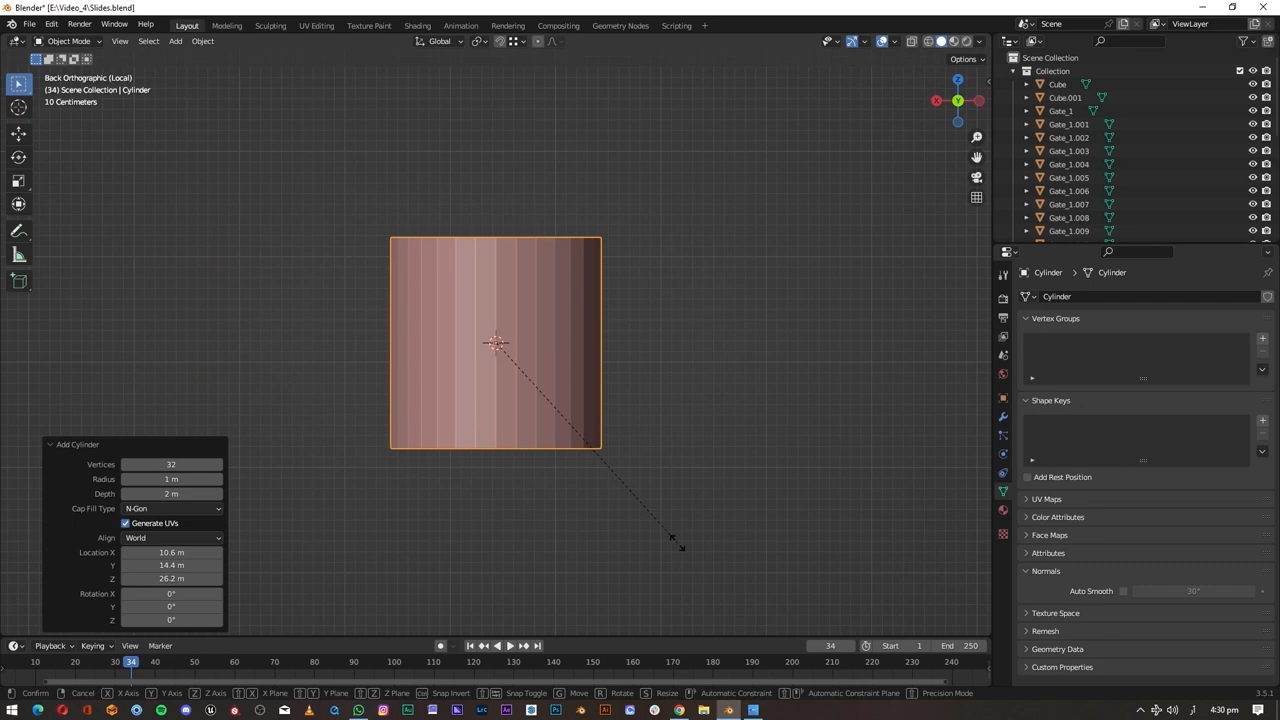 Blender* [E:\Video_4\Slides.blend]
File Edit Render Window Help Layout Modeling Sculpting UV Editing Texture Paint Shading Animation Rendering Compositing Geometry Nodes Scripting + Scene ViewLayer
Object Mode View Select Add Object Global
Options
Back Orthographic (Local)
(34) Scene Collection | Cylinder
10 Centimeters
Z
X
Y
Scene Collection
Collection
Cube
Cube.001
Gate_1
Gate_1.001
Gate_1.002
Gate_1.003
Gate_1.004
Gate_1.005
Gate_1.006
Gate_1.007
Gate_1.008
Gate_1.009
Cylinder > Cylinder
Cylinder
Vertex Groups
Shape Keys
Add Rest Position
UV Maps
Color Attributes
Face Maps
Attributes
Normals
Auto Smooth 30°
Texture Space
Remesh
Geometry Data
Custom Properties
Add Cylinder
Vertices 32
Radius 1 m
Depth 2 m
Cap Fill Type N-Gon
Generate UVs
Align World
Location X 10.6 m
Y 14.4 m
Z 26.2 m
Rotation X 0°
Y 0°
Z 0°
Playback Keying View Marker 34 Start 1 End 250
10 20 30 34 50 60 70 80 90 100 110 120 130 140 150 160 170 180 190 200 210 220 230 240
Confirm Cancel X X Axis Y Y Axis Z Z Axis X X Plane Y Y Plane Z Z Plane Snap Invert Snap Toggle G Move R Rotate S Resize Automatic Constraint Automatic Constraint Plane Precision Mode 3.5.1
4:30 pm